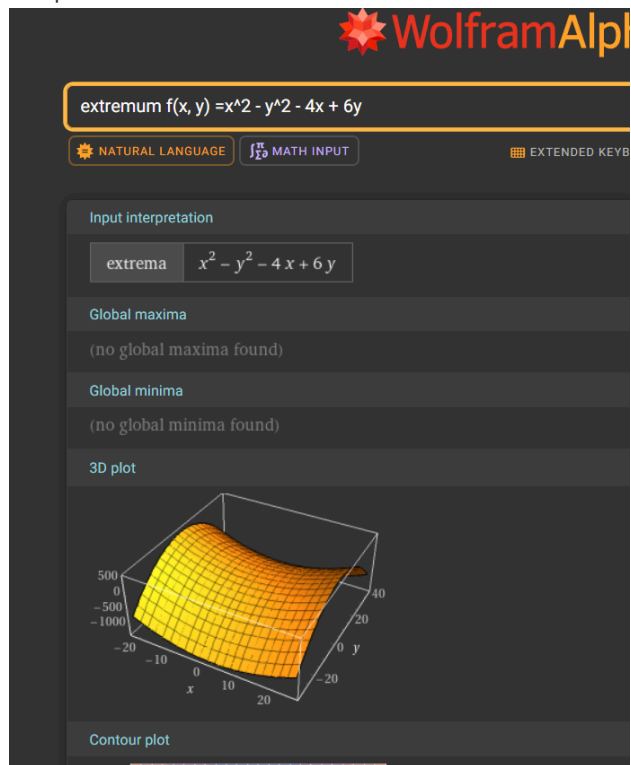 WolframAlph
extremum f(x, y) =x^2 - y^2 - 4x + 6y
NATURAL LANGUAGE
∫Σ∂π MATH INPUT
EXTENDED KEYB
Input interpretation
extrema x² – y² – 4 x + 6 y
Global maxima
(no global maxima found)
Global minima
(no global minima found)
3D plot
500
0
–500
–1000
–20
–10
0
10
20
x
40
20
0
–20
y
Contour plot